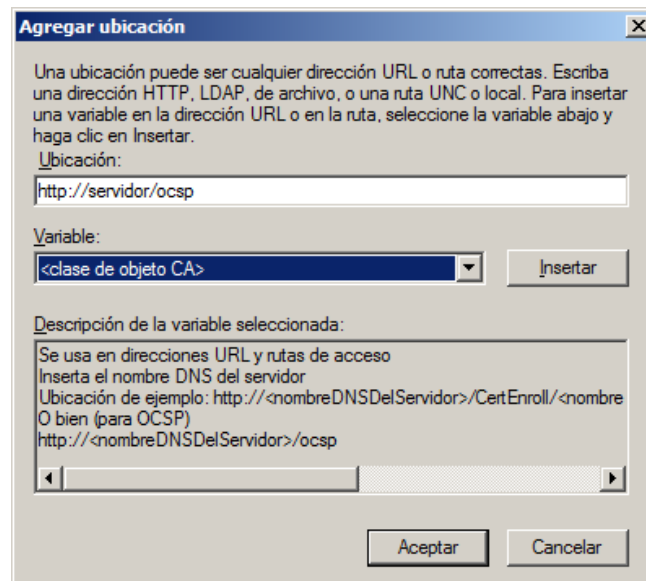 Agregar ubicación
Una ubicación puede ser cualquier dirección URL o ruta correctas. Escriba
una dirección HTTP, LDAP, de archivo, o una ruta UNC o local. Para insertar
una variable en la dirección URL o en la ruta, seleccione la variable abajo y
haga clic en Insertar.
Ubicación:
http://servidor/ocsp
Variable:
<clase de objeto CA>
Insertar
Descripción de la variable seleccionada:
Se usa en direcciones URL y rutas de acceso
Inserta el nombre DNS del servidor
Ubicación de ejemplo: http://<nombreDNSDelServidor>/CertEnroll/<nombre
O bien (para OCSP)
http://<nombreDNSDelServidor>/ocsp
Aceptar
Cancelar